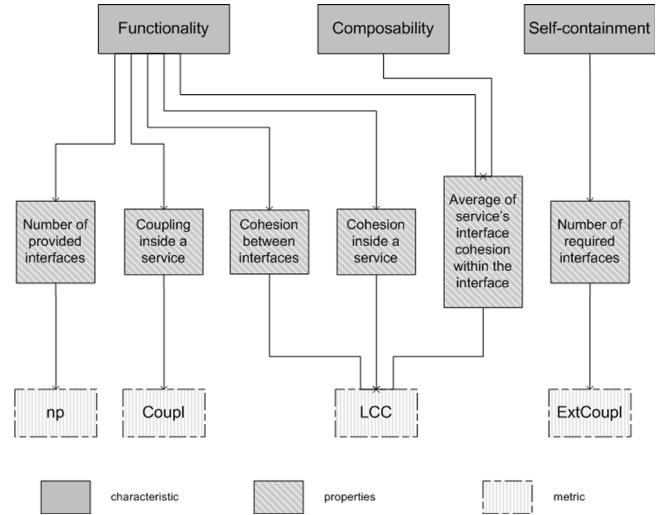 Functionality
Composability
Self-containment
Number of
provided
interfaces
Coupling
inside a
service
Cohesion
between
interfaces
Cohesion
inside a
service
Average of
service's
interface
cohesion
within the
interface
Number of
required
interfaces
np
Coupl
LCC
ExtCoupl
characteristic
properties
metric